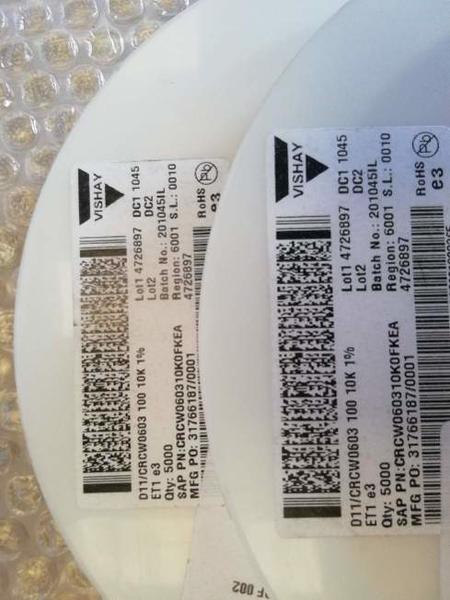 VISHAY
Lot1 4726897 DC1 1045
Lot2 DC2
Batch No.: 201045IL
Region: 6001 S.L.: 0010
4726897
RoHS Pb
e3
D11/CRCW0603 100 10K 1%
ET1 e3
Qty: 5000
SAP PN:CRCW060310K0FKEA
MFG PO: 31766187/0001
VISHAY
Lot1 4726897 DC1 1045
Lot2 DC2
Batch No.: 201045IL
Region: 6001 S.L.: 0010
4726897
RoHS Pb
e3
D11/CRCW0603 100 10K 1%
ET1 e3
Qty: 5000
SAP PN:CRCW060310K0FKEA
MFG PO: 31766187/0001
002